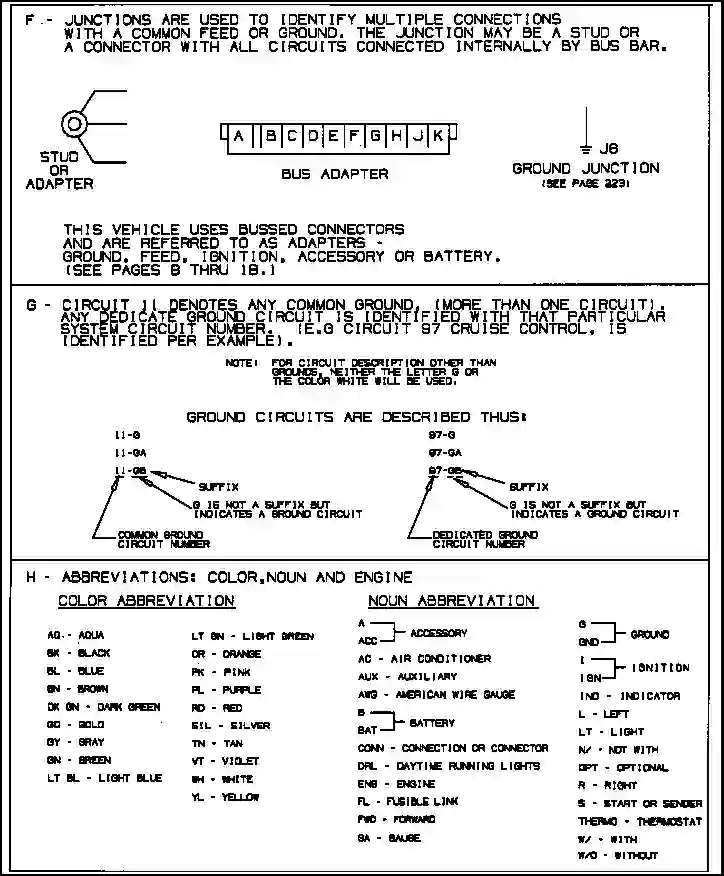 F - JUNCTIONS ARE USED TO IDENTIFY MULTIPLE CONNECTIONS
WITH A COMMON FEED OR GROUND. THE JUNCTION MAY BE A STUD OR
A CONNECTOR WITH ALL CIRCUITS CONNECTED INTERNALLY BY BUS BAR.
STUD
OR
ADAPTER
A B C D E F G H J K
BUS ADAPTER
J6
GROUND JUNCTION
(SEE PAGE 229)
THIS VEHICLE USES BUSSED CONNECTORS
AND ARE REFERRED TO AS ADAPTERS -
GROUND, FEED, IGNITION, ACCESSORY OR BATTERY.
(SEE PAGES 8 THRU 18.)
G - CIRCUIT 11 DENOTES ANY COMMON GROUND, (MORE THAN ONE CIRCUIT).
ANY DEDICATE GROUND CIRCUIT IS IDENTIFIED WITH THAT PARTICULAR
SYSTEM CIRCUIT NUMBER. (E.G CIRCUIT 97 CRUISE CONTROL, IS
IDENTIFIED PER EXAMPLE).
NOTE: FOR CIRCUIT DESCRIPTION OTHER THAN
GROUNDS, NEITHER THE LETTER G OR
THE COLOR WHITE WILL BE USED.
GROUND CIRCUITS ARE DESCRIBED THUS:
11-G
11-GA
11-GB
SUFFIX
G IS NOT A SUFFIX BUT
INDICATES A GROUND CIRCUIT
COMMON GROUND
CIRCUIT NUMBER
97-G
97-GA
97-GB
SUFFIX
G IS NOT A SUFFIX BUT
INDICATES A GROUND CIRCUIT
DEDICATED GROUND
CIRCUIT NUMBER
H - ABBREVIATIONS: COLOR,NOUN AND ENGINE
COLOR ABBREVIATION
AQ.- AQUA
BK - BLACK
BL - BLUE
BN - BROWN
DK GN - DARK GREEN
GD - GOLD
GY - GRAY
GN - GREEN
LT BL - LIGHT BLUE
LT GN - LIGHT GREEN
OR - ORANGE
PK - PINK
PL - PURPLE
RD - RED
SIL - SILVER
TN - TAN
VT - VIOLET
WH - WHITE
YL - YELLOW
NOUN ABBREVIATION
A
ACC
ACCESSORY
AC - AIR CONDITIONER
AUX - AUXILIARY
AWG - AMERICAN WIRE GAUGE
B
BAT
BATTERY
CONN - CONNECTION OR CONNECTOR
DRL - DAYTIME RUNNING LIGHTS
ENG - ENGINE
FL - FUSIBLE LINK
FWD - FORWARD
GA - GAUGE
G
GND
GROUND
I
IGN
IGNITION
IND - INDICATOR
L - LEFT
LT - LIGHT
N/ - NOT WITH
OPT - OPTIONAL
R - RIGHT
S - START OR SENDER
THERMO - THERMOSTAT
W/ - WITH
W/O - WITHOUT